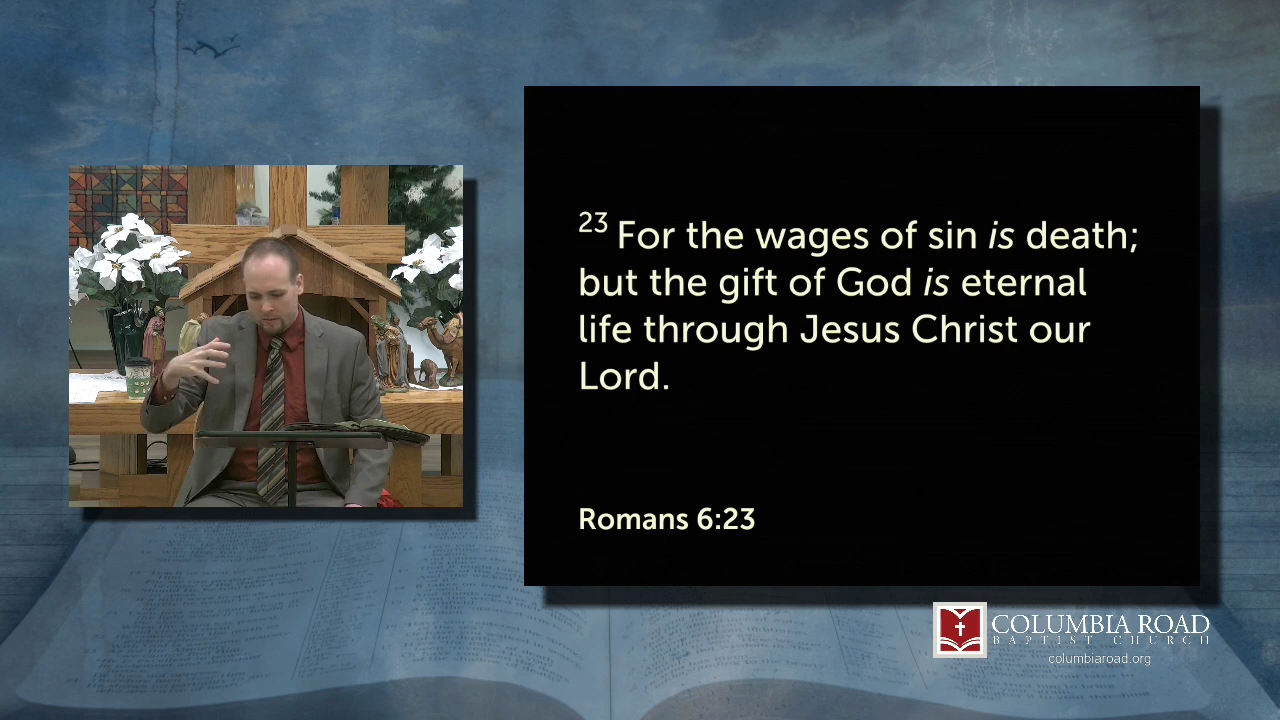 23 For the wages of sin is death;
but the gift of God is eternal
life through Jesus Christ our
Lord.
Romans 6:23
COLUMBIA ROAD
BAPTIST CHURCH
columbiaroad.org